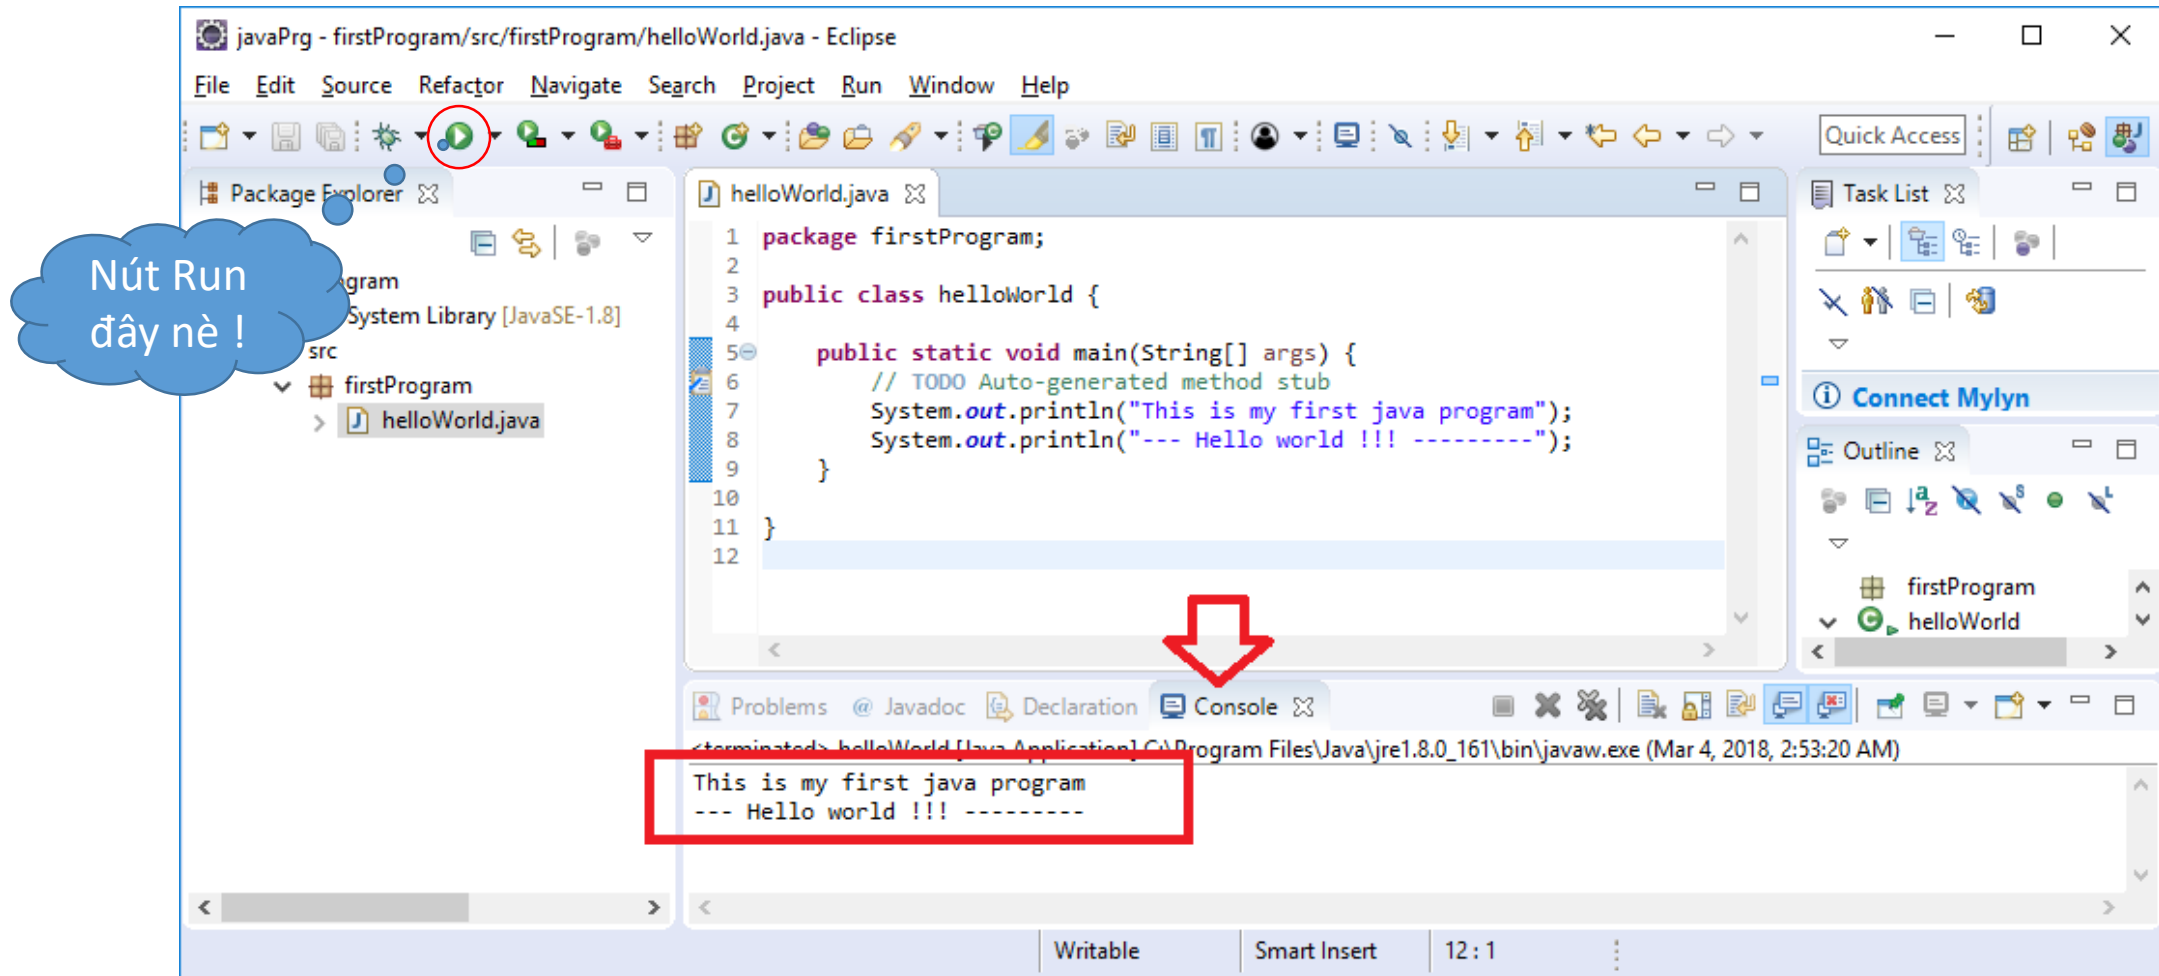 javaPrg - firstProgram/src/firstProgram/helloWorld.java - Eclipse
File Edit Source Refactor Navigate Search Project Run Window Help
Quick Access
Package Explorer
Nút Run
đây nè !
gram
System Library [JavaSE-1.8]
src
firstProgram
helloWorld.java
helloWorld.java
1 package firstProgram;
2
3 public class helloWorld {
4
5 public static void main(String[] args) {
6 // TODO Auto-generated method stub
7 System.out.println("This is my first java program");
8 System.out.println("--- Hello world !!! ---------");
9 }
10
11 }
12
Task List
Connect Mylyn
Outline
firstProgram
helloWorld
Problems @ Javadoc Declaration Console
<terminated> helloWorld [Java Application] C:\Program Files\Java\jre1.8.0_161\bin\javaw.exe (Mar 4, 2018, 2:53:20 AM)
This is my first java program
--- Hello world !!! ---------
Writable Smart Insert 12 : 1